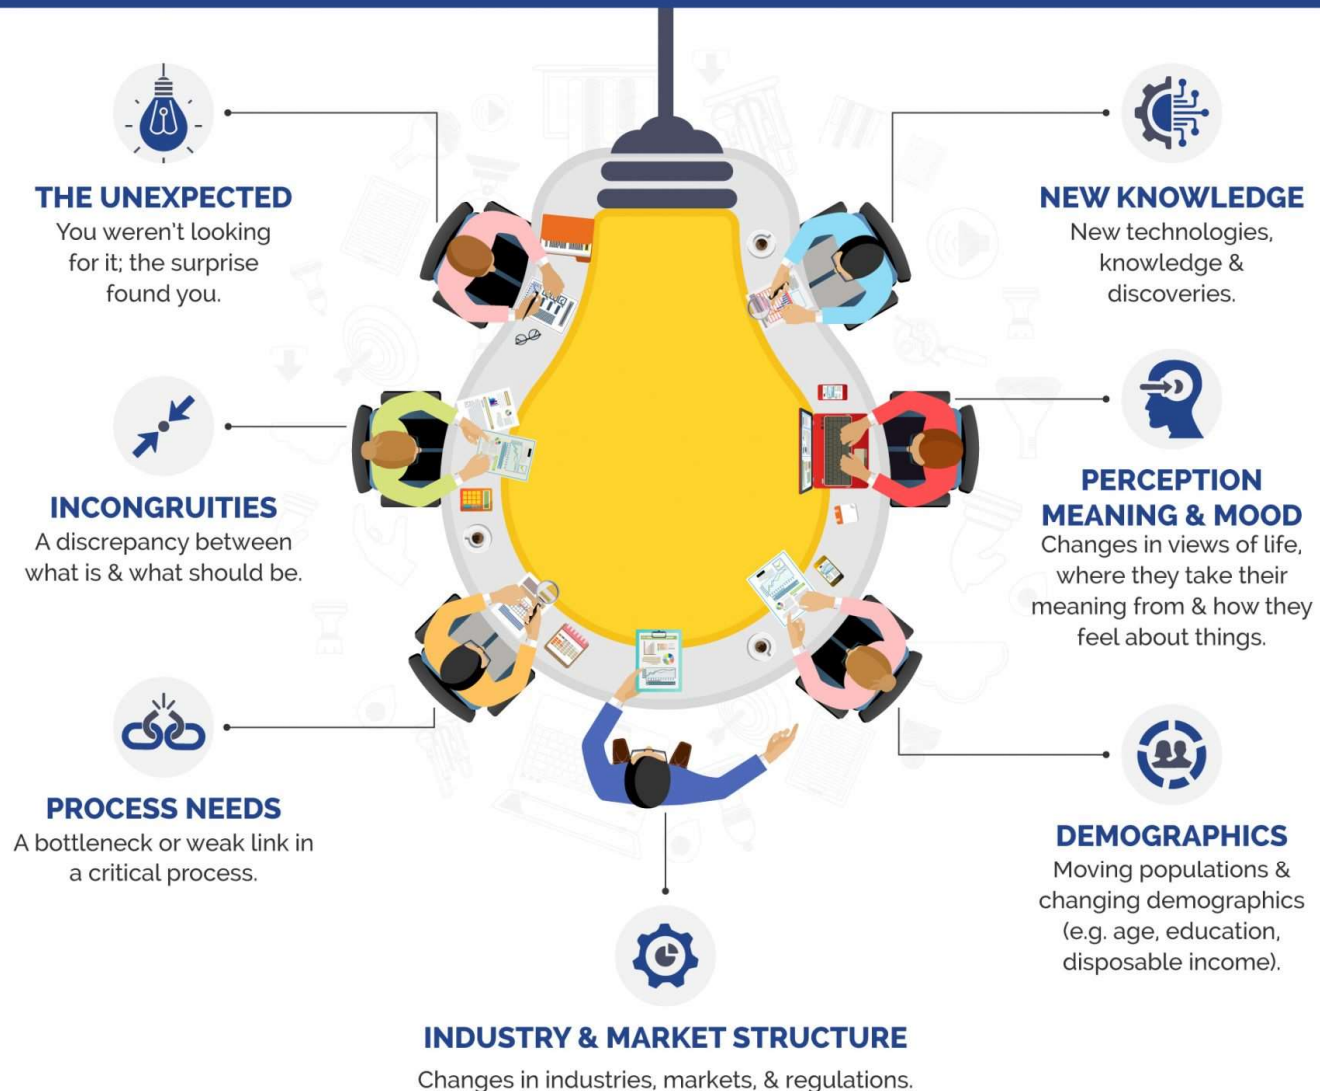 THE UNEXPECTED
You weren't looking
for it; the surprise
found you.
INCONGRUITIES
A discrepancy between
what is & what should be.
PROCESS NEEDS
A bottleneck or weak link in
a critical process.
INDUSTRY & MARKET STRUCTURE
Changes in industries, markets, & regulations.
NEW KNOWLEDGE
New technologies,
knowledge &
discoveries.
PERCEPTION
MEANING & MOOD
Changes in views of life,
where they take their
meaning from & how they
feel about things.
DEMOGRAPHICS
Moving populations &
changing demographics
(e.g. age, education,
disposable income).